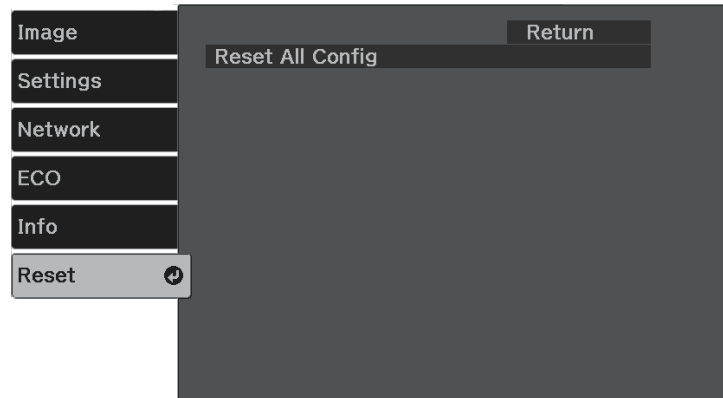 Image
Settings
Network
ECO
Info
Reset
Return
Reset All Config